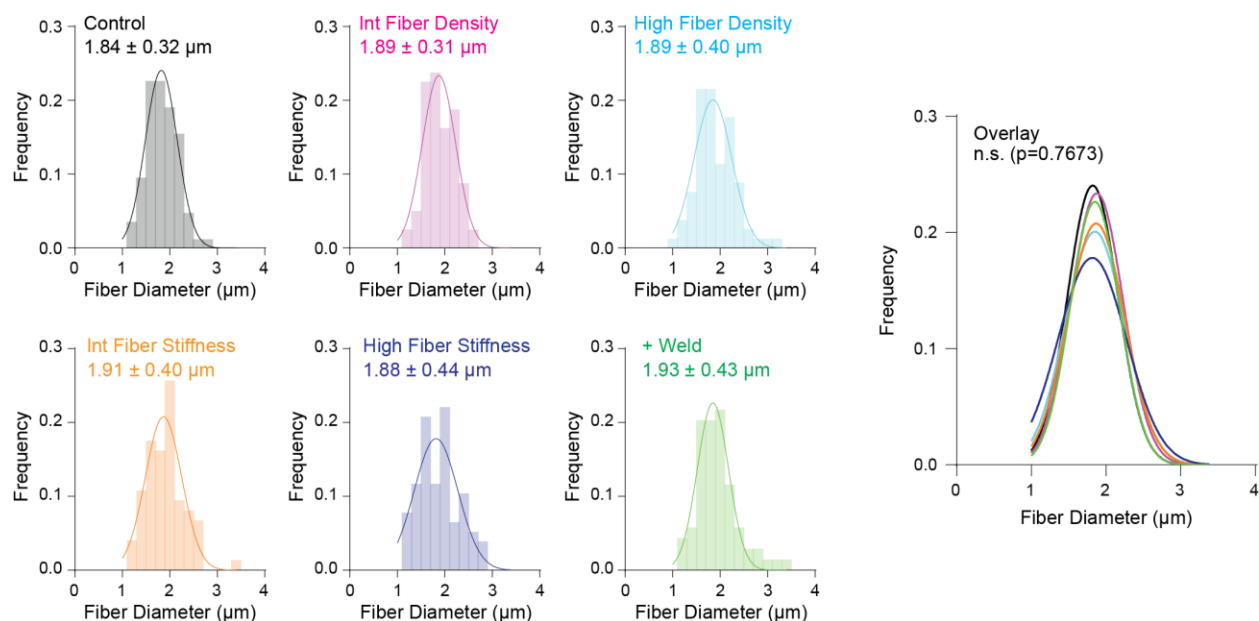 Control
1.84 ± 0.32 µm
0.3
0.2
0.1
0.0
Frequency
0 1 2 3 4
Fiber Diameter (µm)
Int Fiber Density
1.89 ± 0.31 µm
0.3
0.2
0.1
0.0
Frequency
0 1 2 3 4
Fiber Diameter (µm)
High Fiber Density
1.89 ± 0.40 µm
0.3
0.2
0.1
0.0
Frequency
0 1 2 3 4
Fiber Diameter (µm)
Int Fiber Stiffness
1.91 ± 0.40 µm
0.3
0.2
0.1
0.0
Frequency
0 1 2 3 4
Fiber Diameter (µm)
High Fiber Stiffness
1.88 ± 0.44 µm
0.3
0.2
0.1
0.0
Frequency
0 1 2 3 4
Fiber Diameter (µm)
+ Weld
1.93 ± 0.43 µm
0.3
0.2
0.1
0.0
Frequency
0 1 2 3 4
Fiber Diameter (µm)
Overlay
n.s. (p=0.7673)
0.3
0.2
0.1
0.0
Frequency
0 1 2 3 4
Fiber Diameter (µm)